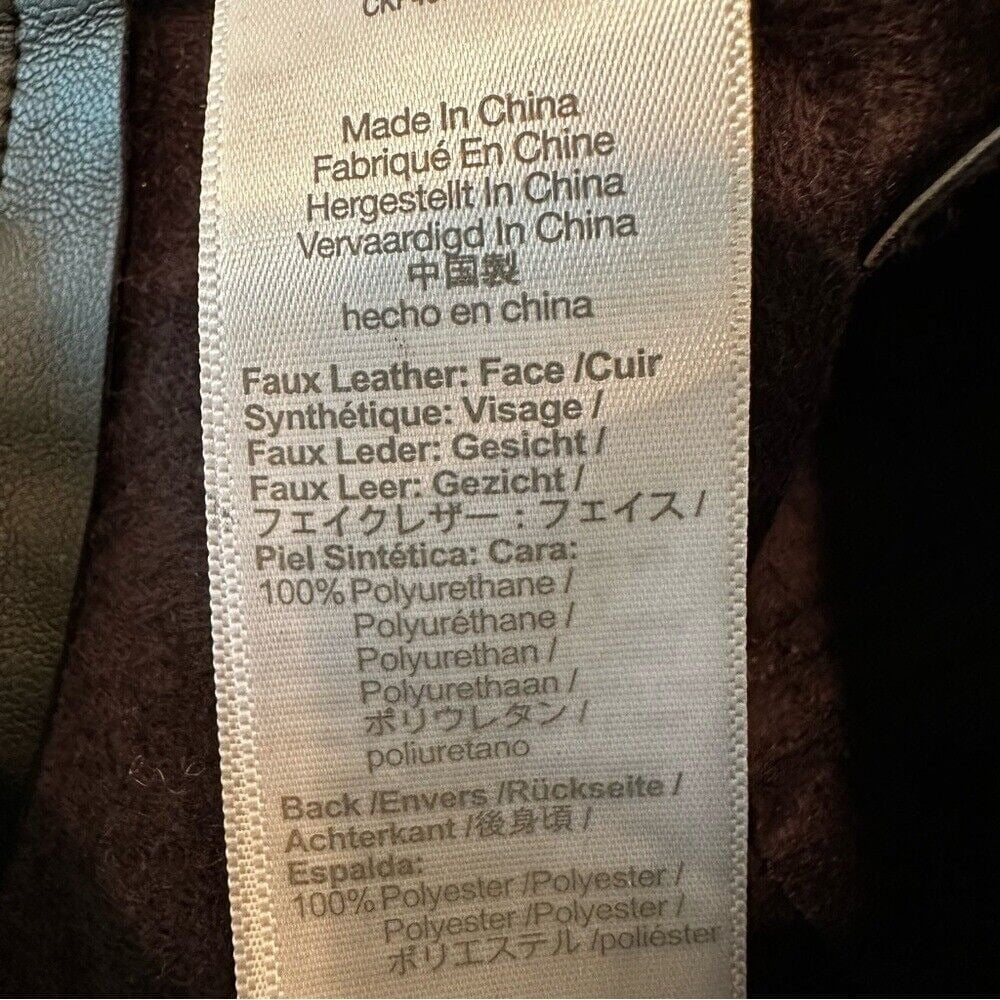 Made In China
Fabriqué En Chine
Hergestellt In China
Vervaardigd In China
中国製
hecho en china
Faux Leather: Face /Cuir
Synthétique: Visage /
Faux Leder: Gesicht /
Faux Leer: Gezicht /
フェイクレザー : フェイス /
Piel Sintética: Cara:
100% Polyurethane /
Polyuréthane /
Polyurethan /
Polyurethaan /
ポリウレタン /
poliuretano
Back /Envers /Rückseite /
Achterkant /後身頃 /
Espalda:
100% Polyester /Polyester /
Polyester /Polyester /
ポリエステル /poliéster